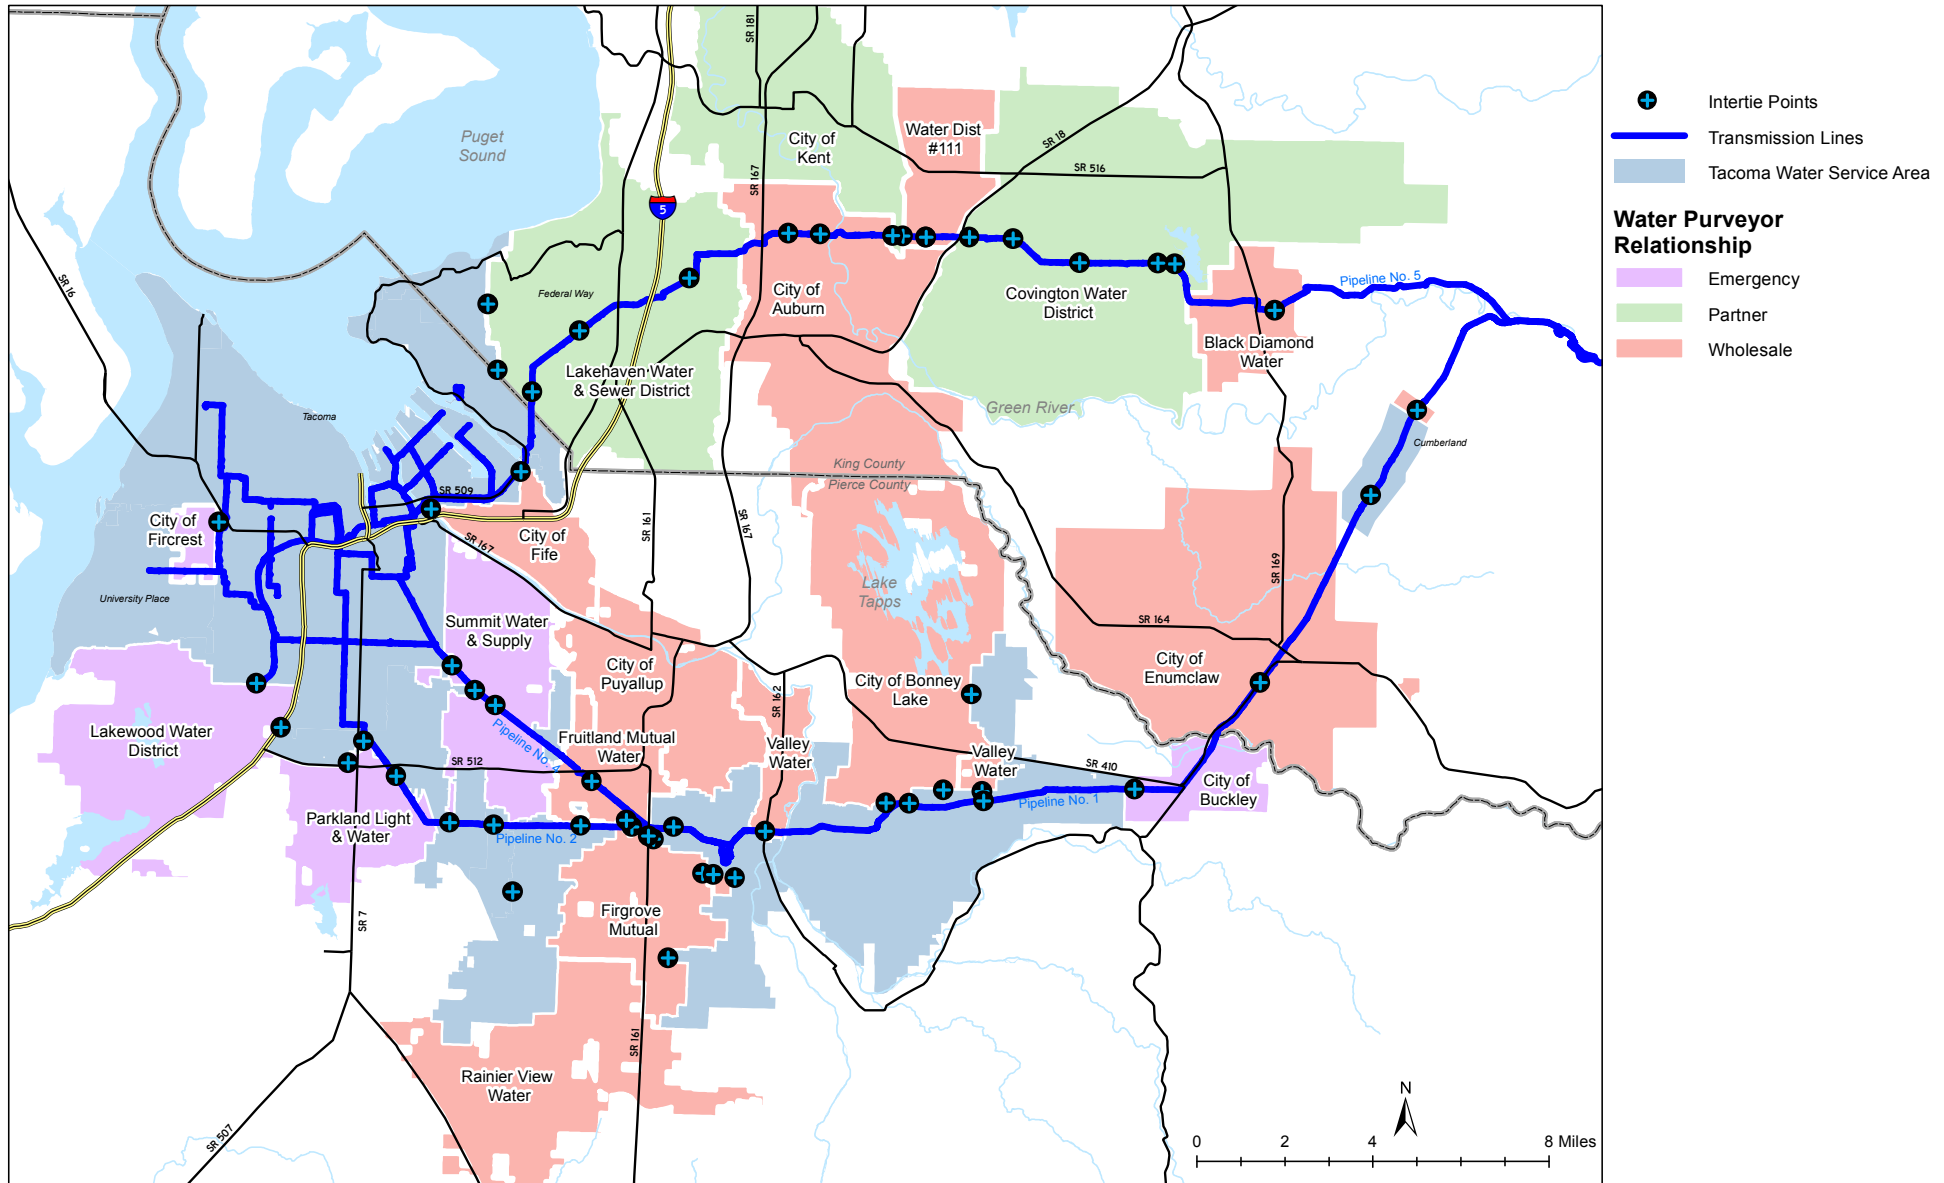 SR 181
Puget
Sound
City of
Kent
Water Dist
#111
SR 18
SR 516
SR 167
5
SR 16
Federal Way
City of
Auburn
Covington Water
District
Pipeline No. 5
Black Diamond
Water
Lakehaven Water
& Sewer District
Green River
Tacoma
Cumberland
King County
Pierce County
SR 509
City of
Fircrest
SR 167
City of
Fife
SR 161
SR 167
SR 169
Lake
Tapps
University Place
Summit Water
& Supply
SR 164
City of
Puyallup
City of
Enumclaw
City of Bonney
Lake
SR 162
Lakewood Water
District
Pipeline No. 4
Fruitland Mutual
Water
Valley
Water
Valley
Water
SR 512
SR 410
City of
Buckley
Pipeline No. 1
Parkland Light
& Water
Pipeline No. 2
SR 7
Firgrove
Mutual
SR 161
Rainier View
Water
SR 507
N
0 2 4 8 Miles
Intertie Points
Transmission Lines
Tacoma Water Service Area
Water Purveyor
Relationship
Emergency
Partner
Wholesale